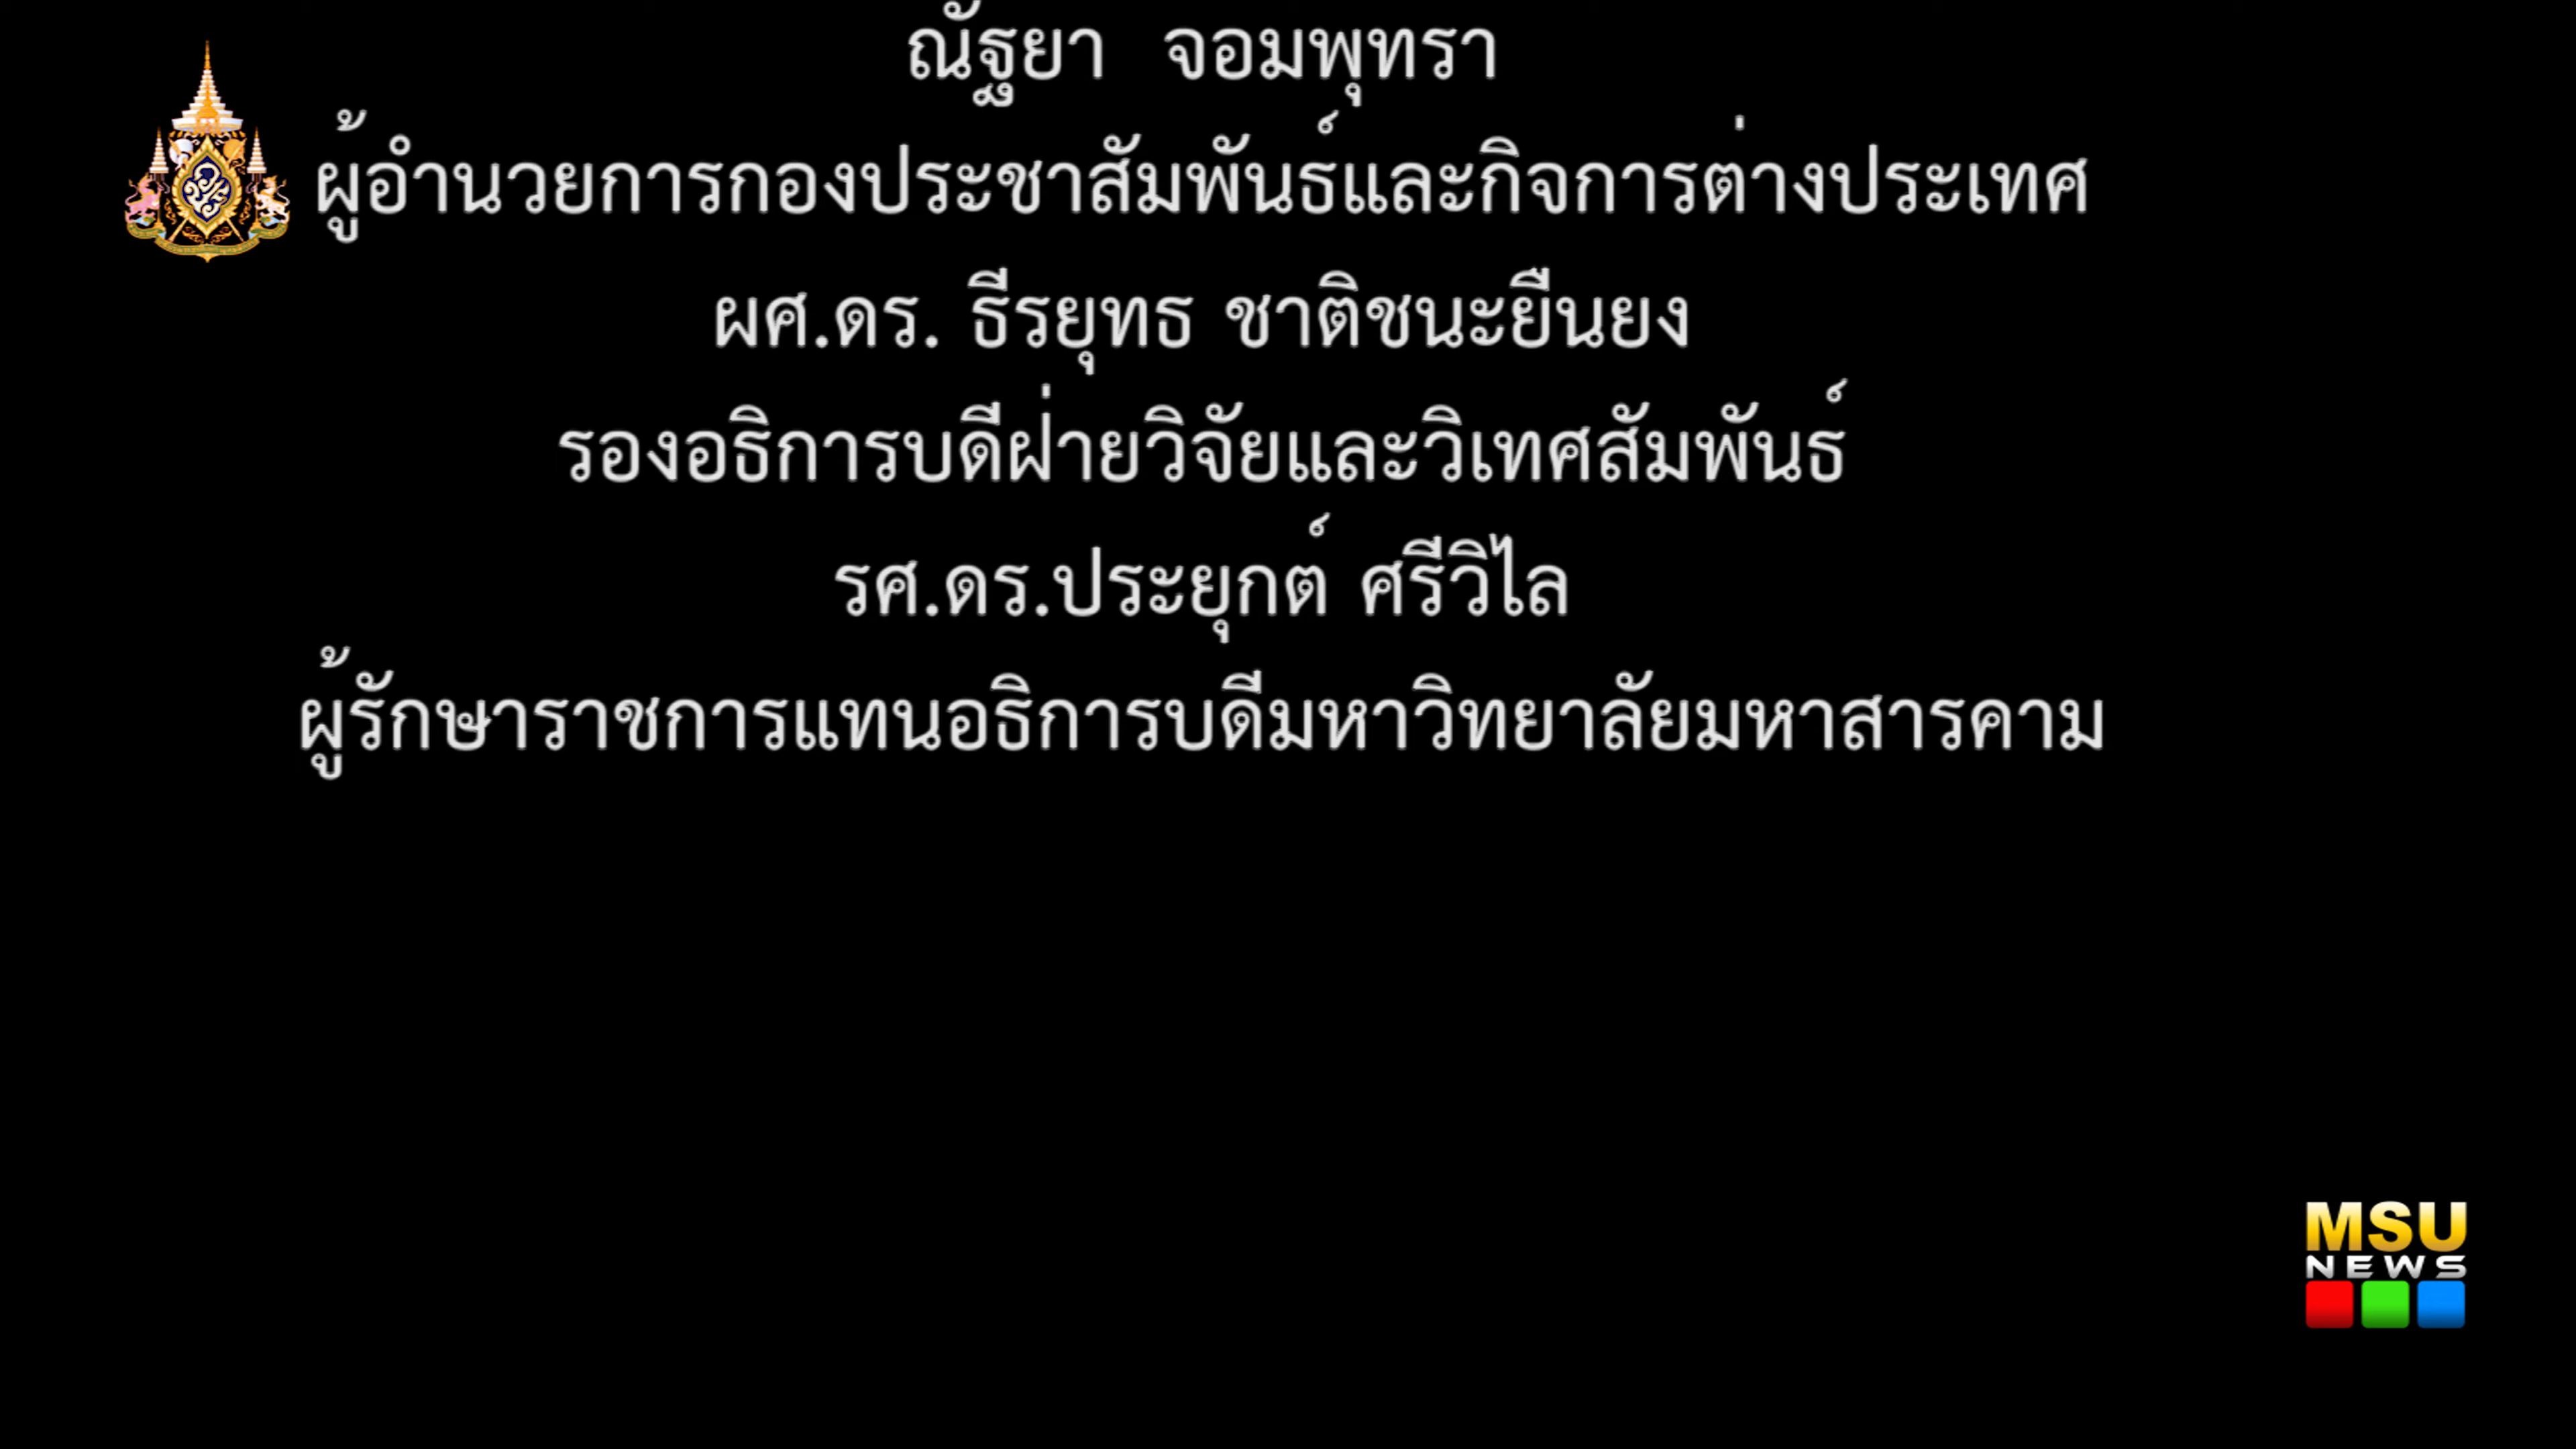 ณัฐยา จอมพุทรา
ผู้อำนวยการกองประชาสัมพันธ์และกิจการต่างประเทศ
ผศ.ดร. ธีรยุทธ ชาติชนะยืนยง
รองอธิการบดีฝ่ายวิจัยและวิเทศสัมพันธ์
รศ.ดร.ประยุกต์ ศรีวิไล
ผู้รักษาราชการแทนอธิการบดีมหาวิทยาลัยมหาสารคาม
MSU
NEWS